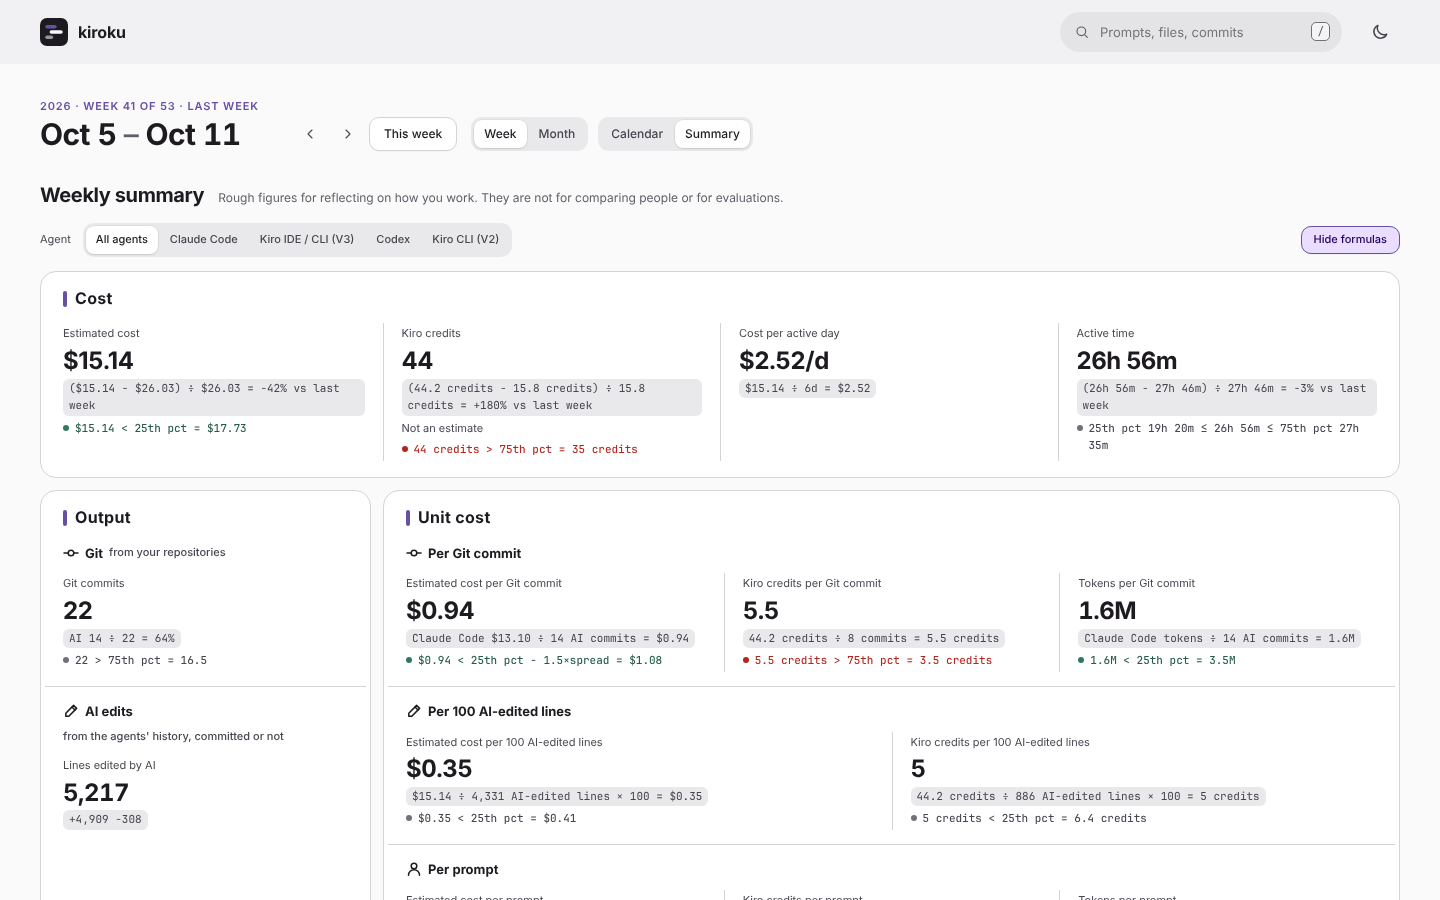 kiroku
Prompts, files, commits
/
2026 · WEEK 41 OF 53 · LAST WEEK
Oct 5 – Oct 11
This week
Week
Month
Calendar
Summary
Weekly summary
Rough figures for reflecting on how you work. They are not for comparing people or for evaluations.
Agent
All agents
Claude Code
Kiro IDE / CLI (V3)
Codex
Kiro CLI (V2)
Hide formulas
Cost
Estimated cost
$15.14
($15.14 - $26.03) ÷ $26.03 = -42% vs last
week
$15.14 < 25th pct = $17.73
Kiro credits
44
(44.2 credits - 15.8 credits) ÷ 15.8
credits = +180% vs last week
Not an estimate
44 credits > 75th pct = 35 credits
Cost per active day
$2.52/d
$15.14 ÷ 6d = $2.52
Active time
26h 56m
(26h 56m - 27h 46m) ÷ 27h 46m = -3% vs last
week
25th pct 19h 20m ≤ 26h 56m ≤ 75th pct 27h
35m
Output
Git from your repositories
Git commits
22
AI 14 ÷ 22 = 64%
22 > 75th pct = 16.5
AI edits
from the agents' history, committed or not
Lines edited by AI
5,217
+4,909 -308
Unit cost
Per Git commit
Estimated cost per Git commit
$0.94
Claude Code $13.10 ÷ 14 AI commits = $0.94
$0.94 < 25th pct - 1.5×spread = $1.08
Kiro credits per Git commit
5.5
44.2 credits ÷ 8 commits = 5.5 credits
5.5 credits > 75th pct = 3.5 credits
Tokens per Git commit
1.6M
Claude Code tokens ÷ 14 AI commits = 1.6M
1.6M < 25th pct = 3.5M
Per 100 AI-edited lines
Estimated cost per 100 AI-edited lines
$0.35
$15.14 ÷ 4,331 AI-edited lines × 100 = $0.35
$0.35 < 25th pct = $0.41
Kiro credits per 100 AI-edited lines
5
44.2 credits ÷ 886 AI-edited lines × 100 = 5 credits
5 credits < 25th pct = 6.4 credits
Per prompt
Estimated cost per prompt
Kiro credits per prompt
Tokens per prompt